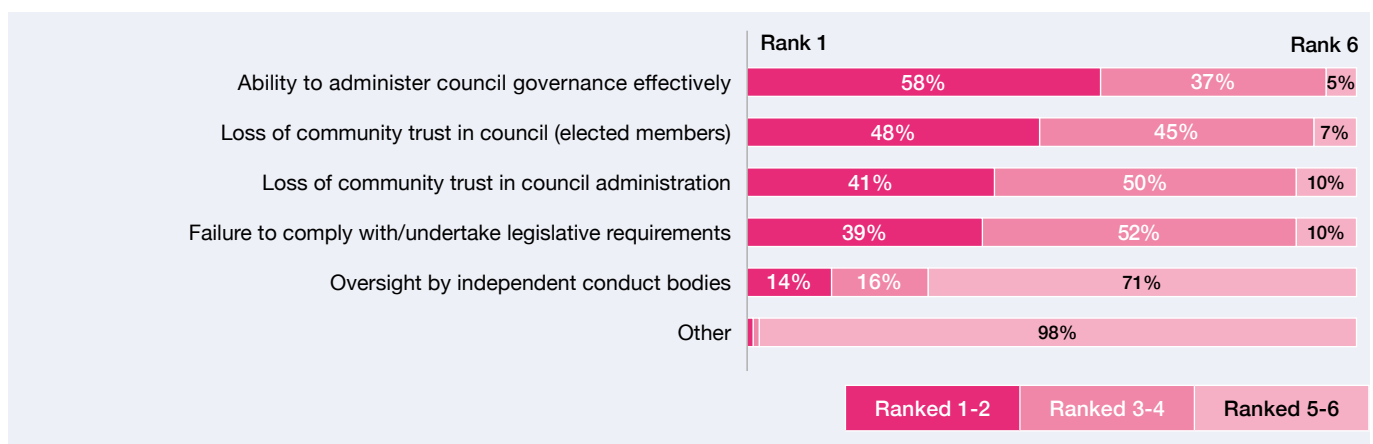 Rank 1 Rank 6
Ability to administer council governance effectively 58% 37% 5%
Loss of community trust in council (elected members) 48% 45% 7%
Loss of community trust in council administration 41% 50% 10%
Failure to comply with/undertake legislative requirements 39% 52% 10%
Oversight by independent conduct bodies 14% 16% 71%
Other 98%
Ranked 1-2 Ranked 3-4 Ranked 5-6